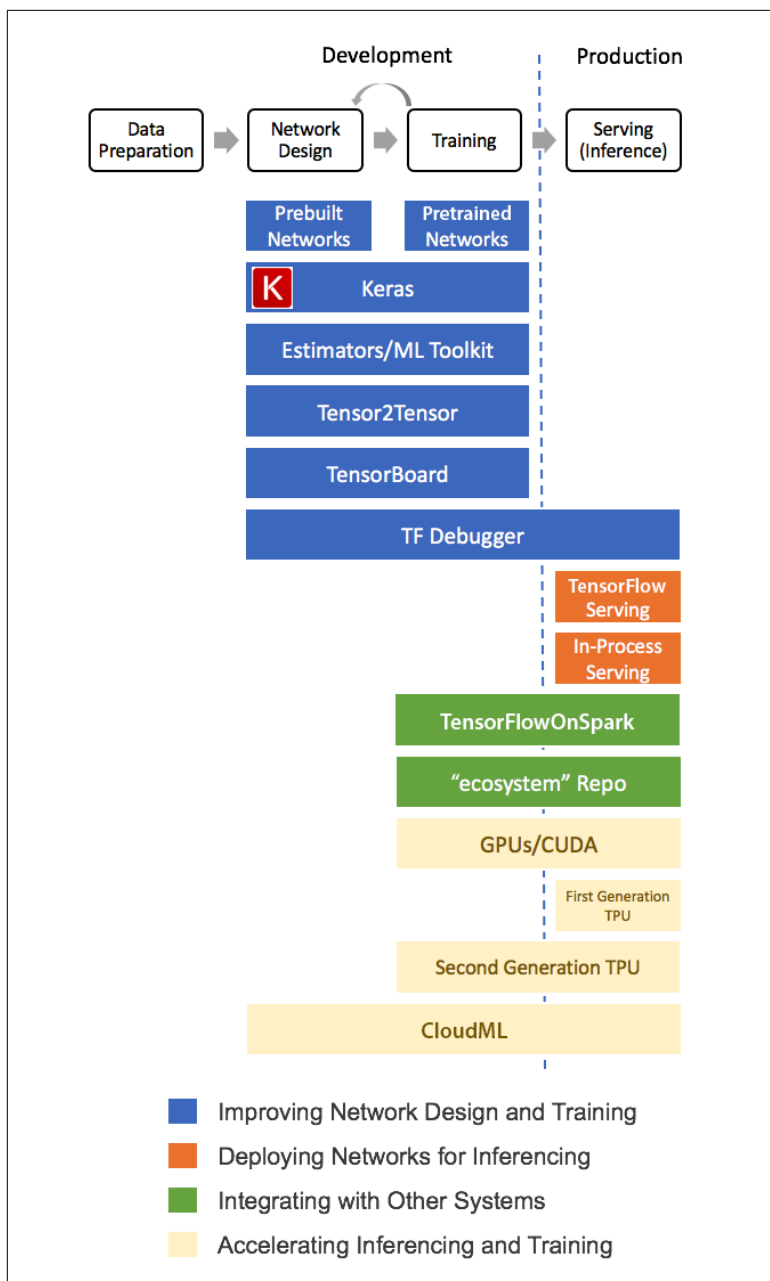 Development
Production
Data
Preparation
Network
Design
Training
Serving
(Inference)
Prebuilt
Networks
Pretrained
Networks
K
Keras
Estimators/ML Toolkit
Tensor2Tensor
TensorBoard
TF Debugger
TensorFlow
Serving
In-Process
Serving
TensorFlowOnSpark
“ecosystem” Repo
GPUs/CUDA
First Generation
TPU
Second Generation TPU
CloudML
Improving Network Design and Training
Deploying Networks for Inferencing
Integrating with Other Systems
Accelerating Inferencing and Training